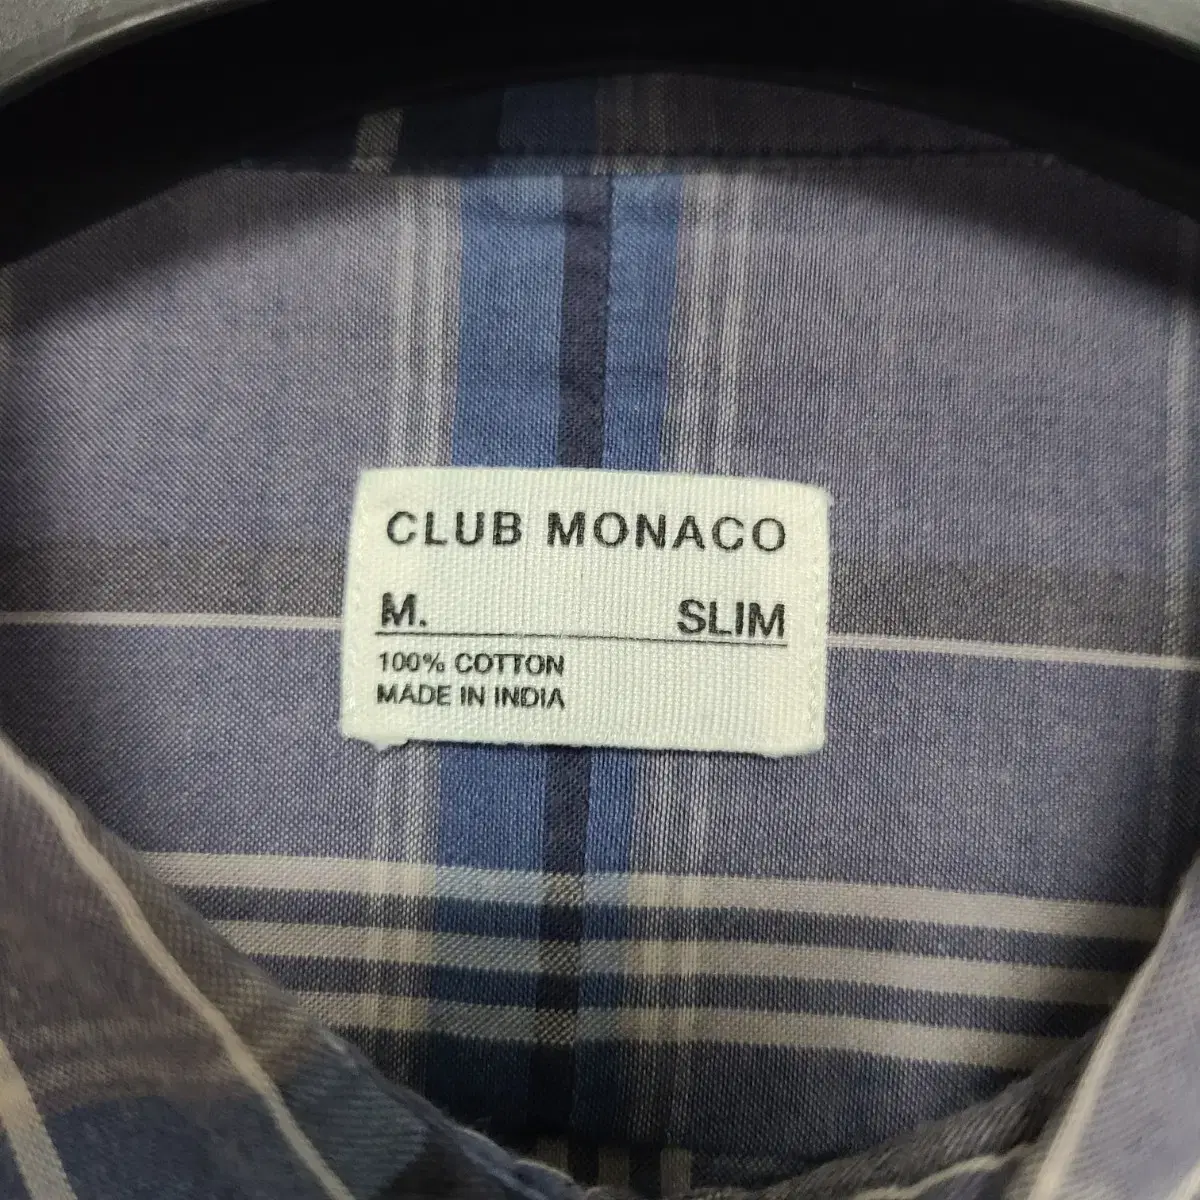 CLUB MONACO
M. SLIM
100% COTTON
MADE IN INDIA